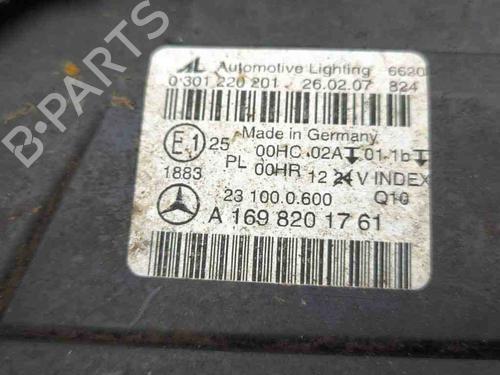 AL Automotive Lighting 6620
0 301 220 201 26.02.07 824
Made in Germany
E1 25 00HC 02A 01 1b
PL 00HR 12 24 V INDEX
1883
23 100.0.600 Q10
A 169 820 17 61
B-PARTS